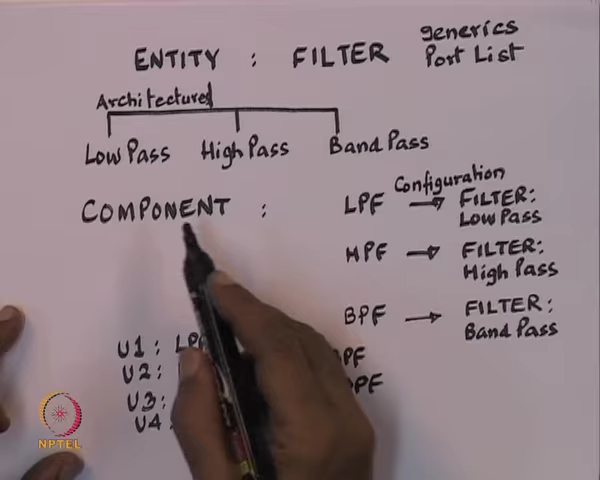 ENTITY : FILTER generics
Port List
Architectures
Low Pass High Pass Band Pass
COMPONENT : LPF Configuration → FILTER:
Low Pass
HPF → FILTER:
High Pass
BPF → FILTER:
Band Pass
U1 :
U2 :
U3 :
U4 :
NPTEL